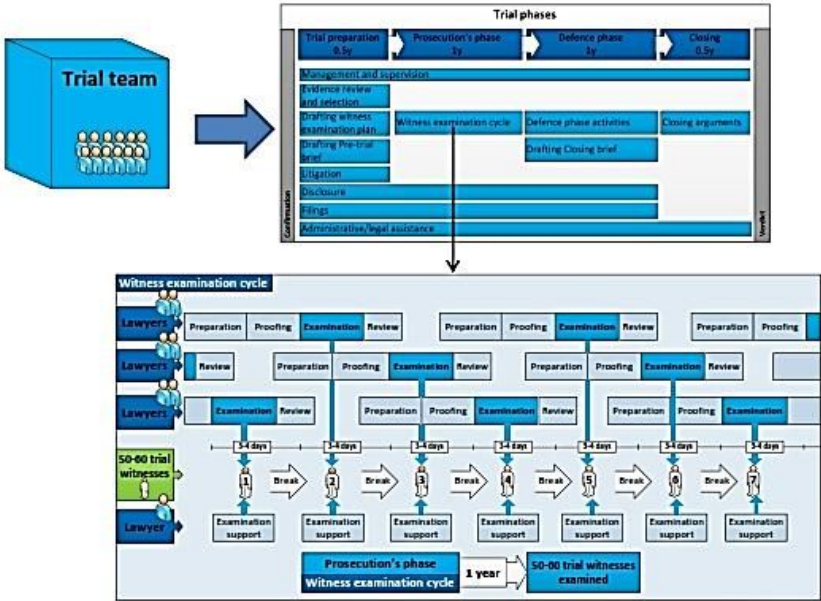 Trial team
Trial phases
Trial preparation
0.5y
Prosecution's phase
1y
Defence phase
1y
Closing
0.5y
Management and supervision
Evidence review
and selection
Drafting witness
examination plan
Witness examination cycle
Defence phase activities
Closing arguments
Drafting Pre-trial
brief
Drafting Closing brief
Litigation
Disclosure
Filings
Administrative/legal assistance
Confirmation
Verdict
Witness examination cycle
Lawyers
Preparation
Proofing
Examination
Review
Preparation
Proofing
Examination
Review
Preparation
Proofing
Lawyers
Review
Preparation
Proofing
Examination
Review
Preparation
Proofing
Examination
Review
Lawyers
Examination
Review
Preparation
Proofing
Examination
Review
Preparation
Proofing
Examination
3-4 days
3-4 days
3-4 days
3-4 days
3-4 days
3-4 days
3-4 days
50-60 trial
witnesses
1
Break
2
Break
3
Break
4
Break
5
Break
6
Break
7
Lawyer
Examination
support
Examination
support
Examination
support
Examination
support
Examination
support
Examination
support
Examination
support
Prosecution's phase
Witness examination cycle
1 year
50-60 trial witnesses
examined